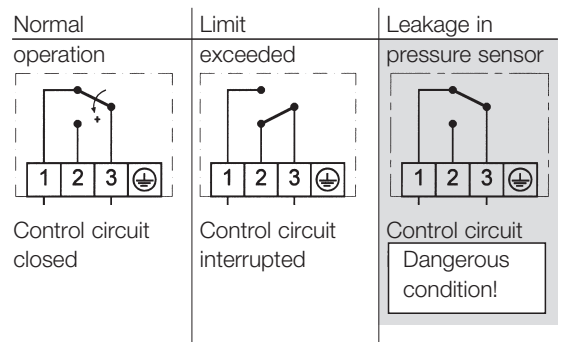 Normal
operation
+
1 2 3
Control circuit
closed
Limit
exceeded
1 2 3
Control circuit
interrupted
Leakage in
pressure sensor
1 2 3
Control circuit
Dangerous
condition!